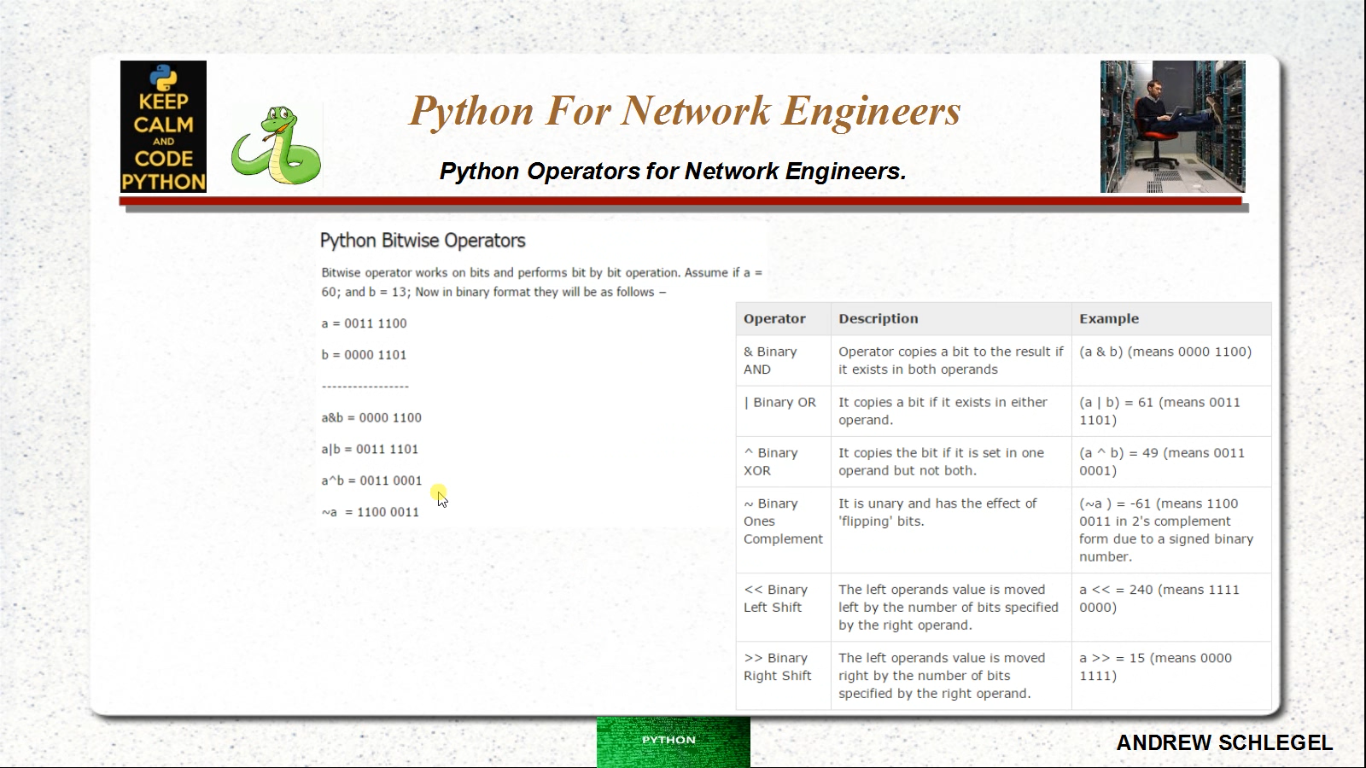 KEEP
CALM
AND
CODE
PYTHON
Python For Network Engineers
Python Operators for Network Engineers.
Python Bitwise Operators
Bitwise operator works on bits and performs bit by bit operation. Assume if a =
60; and b = 13; Now in binary format they will be as follows −
a = 0011 1100
b = 0000 1101
-----------------
a&b = 0000 1100
a|b = 0011 1101
a^b = 0011 0001
~a  = 1100 0011
Operator Description Example
& Binary
AND
Operator copies a bit to the result if
it exists in both operands
(a & b) (means 0000 1100)
| Binary OR
It copies a bit if it exists in either
operand.
(a | b) = 61 (means 0011
1101)
^ Binary
XOR
It copies the bit if it is set in one
operand but not both.
(a ^ b) = 49 (means 0011
0001)
~ Binary
Ones
Complement
It is unary and has the effect of
'flipping' bits.
(~a ) = -61 (means 1100
0011 in 2's complement
form due to a signed binary
number.
<< Binary
Left Shift
The left operands value is moved
left by the number of bits specified
by the right operand.
a << = 240 (means 1111
0000)
>> Binary
Right Shift
The left operands value is moved
right by the number of bits
specified by the right operand.
a >> = 15 (means 0000
1111)
PYTHON
ANDREW SCHLEGEL